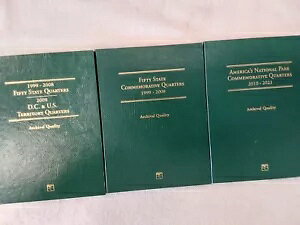 1999 - 2008
Fifty State Quarters
2009
D.C. & U.S.
Territory Quarters
Archival Quality
Fifty State
Commemorative Quarters
1999 - 2008
Archival Quality
America's National Park
Commemorative Quarters
2010 - 2021
Archival Quality